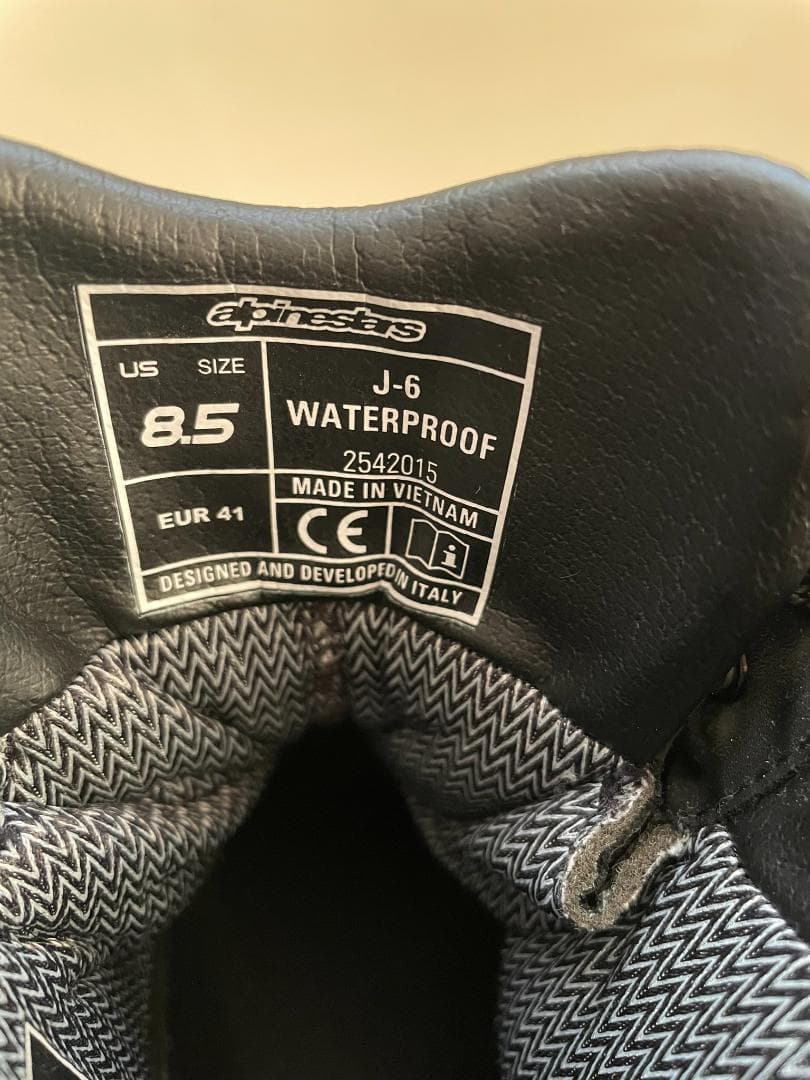 alpinestars
US SIZE
8.5
EUR 41
J-6
WATERPROOF
2542015
MADE IN VIETNAM
CE
i
DESIGNED AND DEVELOPED IN ITALY